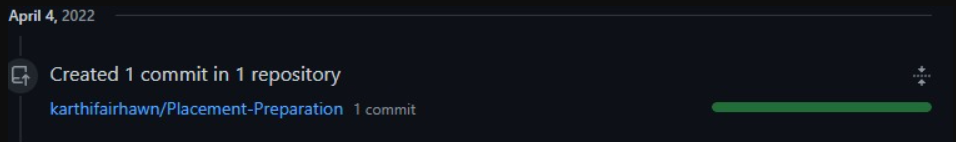 April 4, 2022
Created 1 commit in 1 repository
karthifairhawn/Placement-Preparation 1 commit